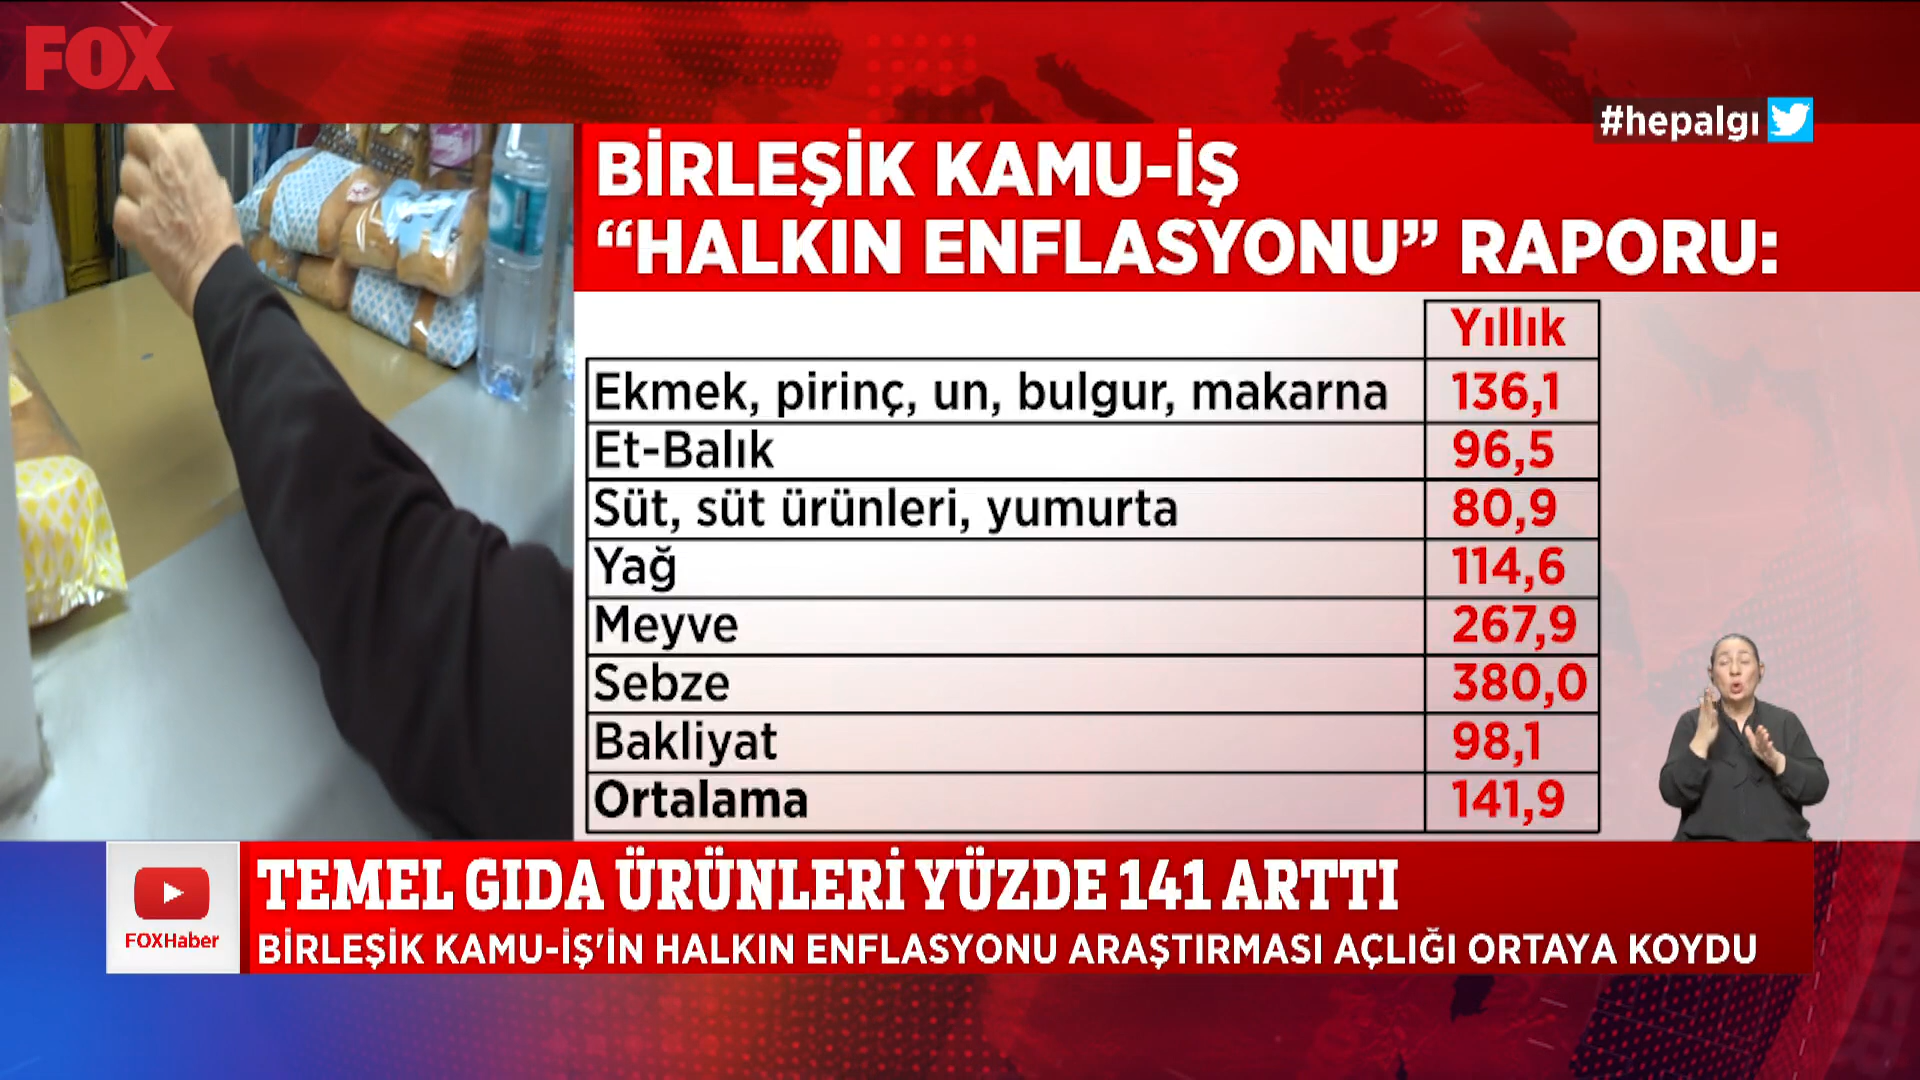 FOX
#hepalgı
BİRLEŞİK KAMU-İŞ
“HALKIN ENFLASYONU” RAPORU:
Yıllık
Ekmek, pirinç, un, bulgur, makarna 136,1
Et-Balık 96,5
Süt, süt ürünleri, yumurta 80,9
Yağ 114,6
Meyve 267,9
Sebze 380,0
Bakliyat 98,1
Ortalama 141,9
TEMEL GIDA ÜRÜNLERİ YÜZDE 141 ARTTI
FOXHaber
BİRLEŞİK KAMU-İŞ'İN HALKIN ENFLASYONU ARAŞTIRMASI AÇLIĞI ORTAYA KOYDU